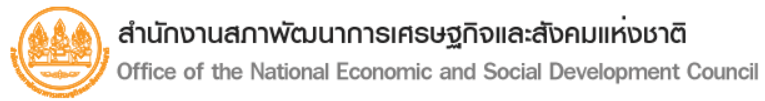 สำนักงานสภาพัฒนาการเศรษฐกิจและสังคมแห่งชาติ
Office of the National Economic and Social Development Council